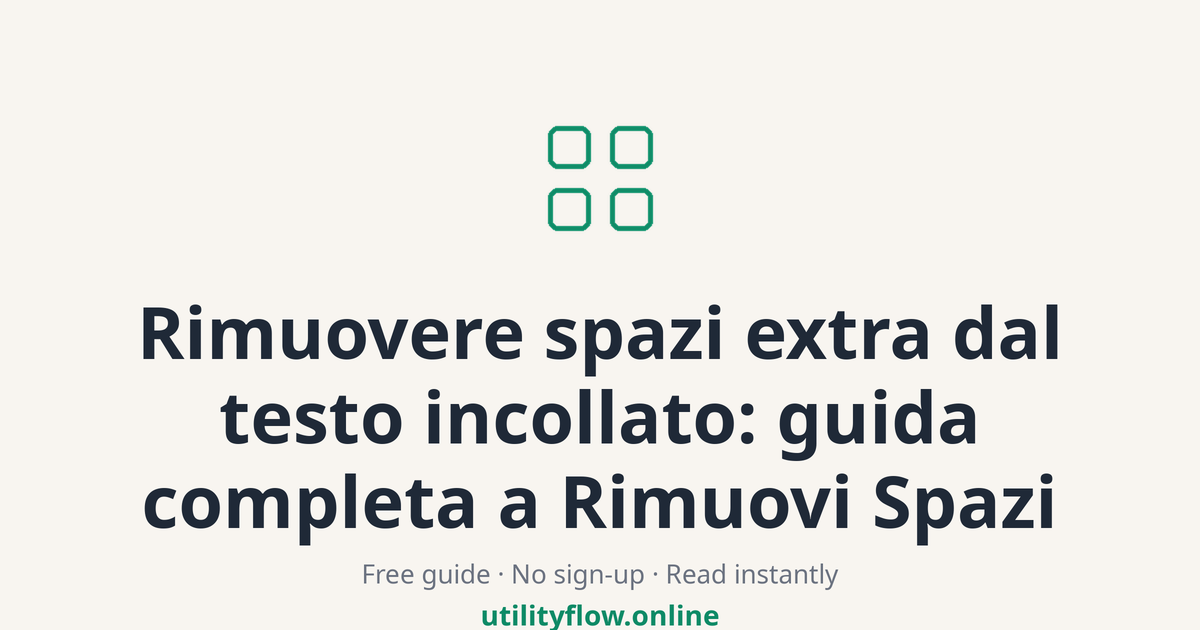 Rimuovere spazi extra dal
testo incollato: guida
completa a Rimuovi Spazi
Free guide · No sign-up · Read instantly
utilityflow.online